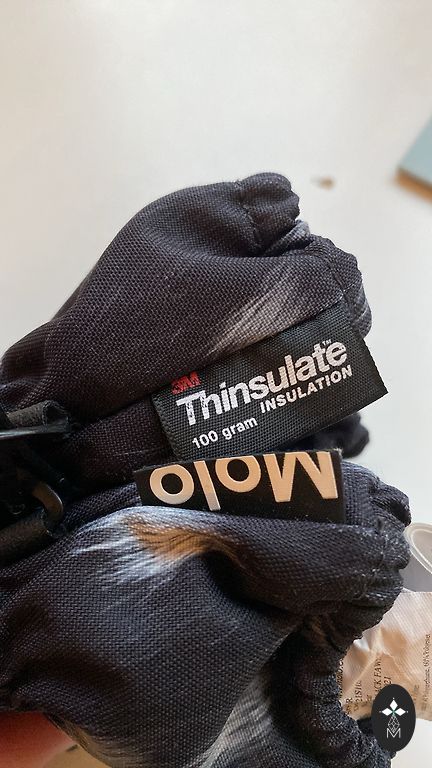 3M
Thinsulate™
INSULATION
100 gram
Molo